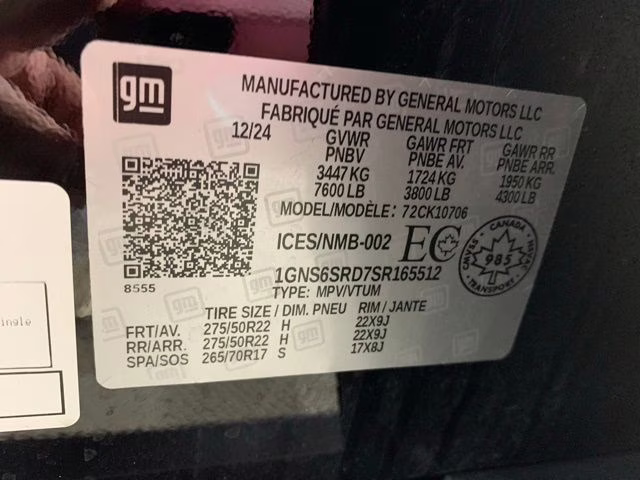 gm
MANUFACTURED BY GENERAL MOTORS LLC
FABRIQUÉ PAR GENERAL MOTORS LLC
12/24 GVWR GAWR FRT GAWR RR
PNBV PNBE AV. PNBE ARR.
3447 KG 1724 KG 1950 KG
7600 LB 3800 LB 4300 LB
MODEL/MODÈLE: 72CK10706
ICES/NMB-002 EC
CANADA
CMVSS 985 NSVAC
1GNS6SRD7SR165512
8555
TYPE: MPV/VTUM
TIRE SIZE / DIM. PNEU RIM / JANTE
FRT/AV. 275/50R22 H 22X9J
RR/ARR. 275/50R22 H 22X9J
SPA/SOS 265/70R17 S 17X8J